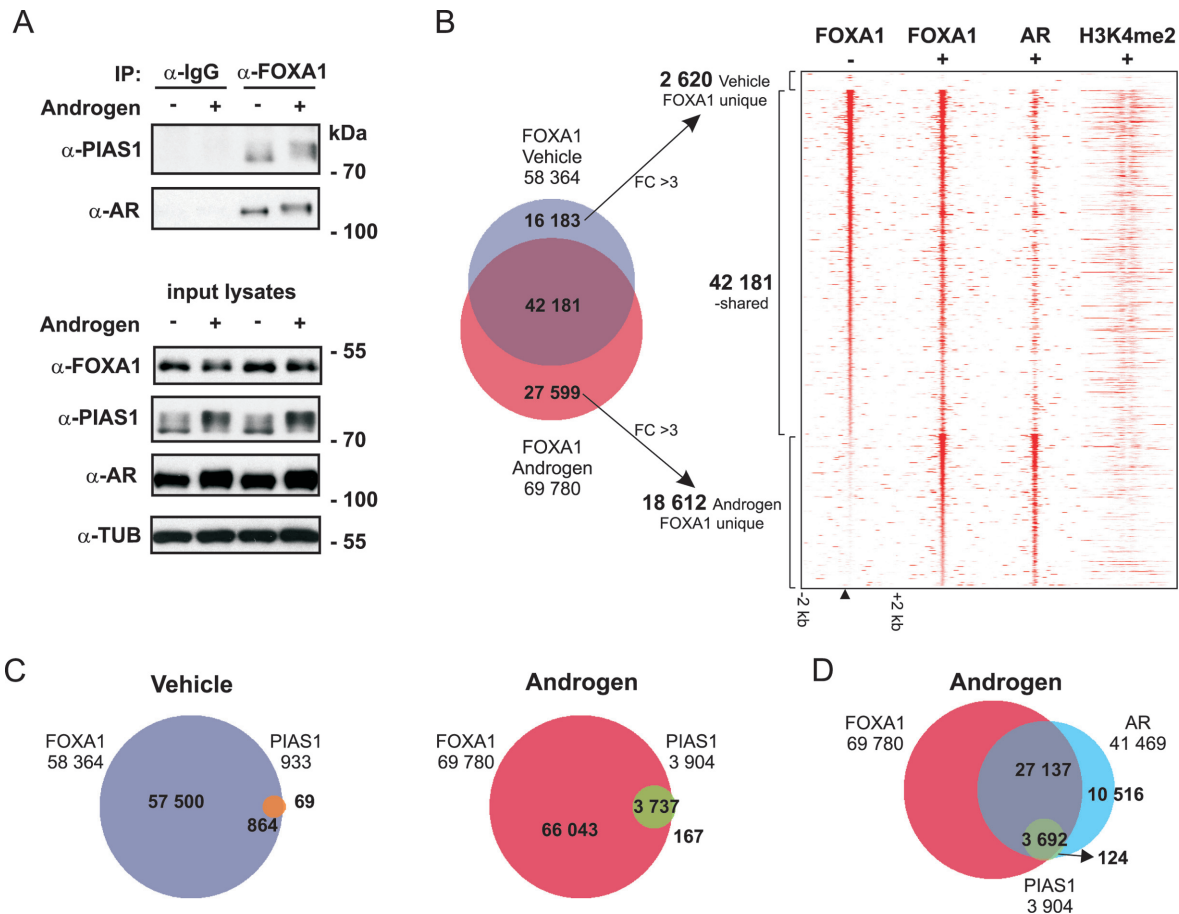 A
IP: α-IgG α-FOXA1
Androgen - + - +
kDa
α-PIAS1
- 70
α-AR
- 100
input lysates
Androgen - + - +
α-FOXA1
- 55
α-PIAS1
- 70
α-AR
- 100
α-TUB
- 55
B
FOXA1 FOXA1 AR H3K4me2
- + + +
2 620 Vehicle
FOXA1 unique
FOXA1
Vehicle
58 364
FC >3
16 183
42 181
42 181
-shared
27 599
FC >3
FOXA1
Androgen
69 780
18 612 Androgen
FOXA1 unique
-2 kb
+2 kb
C
Vehicle
FOXA1
58 364
PIAS1
933
57 500
69
864
Androgen
FOXA1
69 780
PIAS1
3 904
3 737
66 043
167
D
Androgen
FOXA1
69 780
AR
41 469
27 137
10 516
3 692
124
PIAS1
3 904